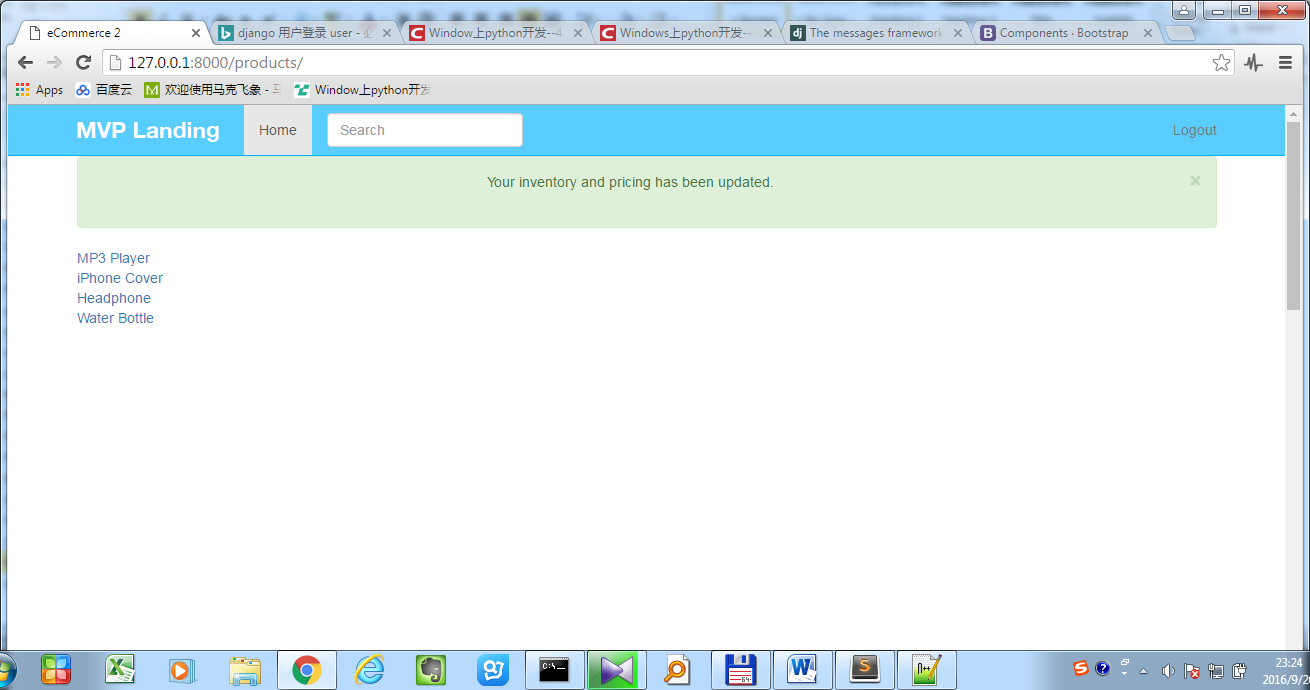 eCommerce 2
django 用户登录 user -
Window上python开发--4
Windows上python开发--
The messages framework
Components · Bootstrap
127.0.0.1:8000/products/
Apps
百度云
欢迎使用马克飞象 - 马
Window上python开发
MVP Landing
Home
Search
Logout
Your inventory and pricing has been updated.
×
MP3 Player
iPhone Cover
Headphone
Water Bottle
23:24
2016/9/2